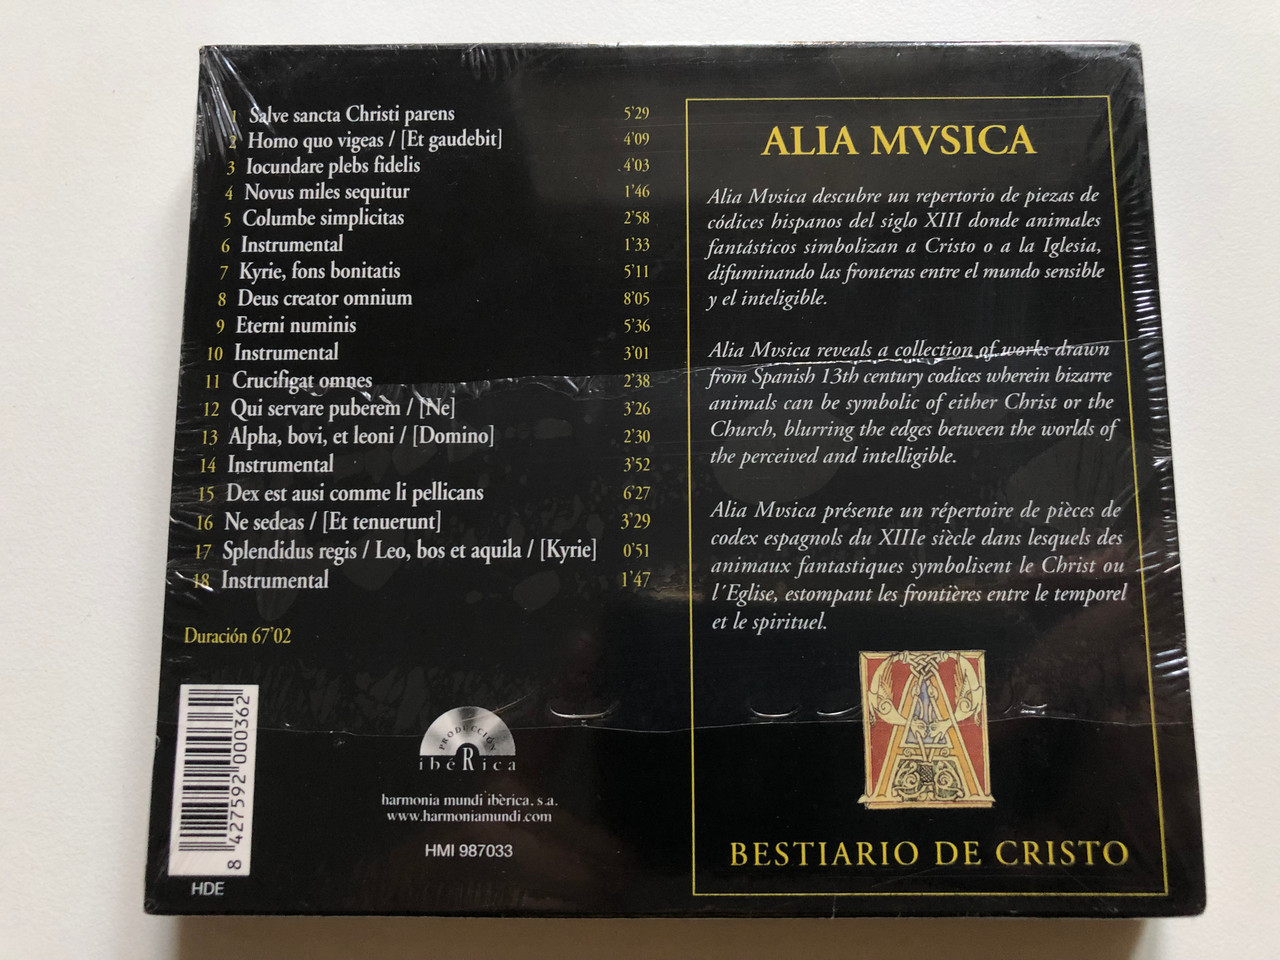 1 Salve sancta Christi parens 5'29
2 Homo quo vigeas / [Et gaudebit] 4'09
3 Iocundare plebs fidelis 4'03
4 Novus miles sequitur 1'46
5 Columbe simplicitas 2'58
6 Instrumental 1'33
7 Kyrie, fons bonitatis 5'11
8 Deus creator omnium 8'05
9 Eterni numinis 5'36
10 Instrumental 3'01
11 Crucifigat omnes 2'38
12 Qui servare puberem / [Ne] 3'26
13 Alpha, bovi, et leoni / [Domino] 2'30
14 Instrumental 3'52
15 Dex est ausi comme li pellicans 6'27
16 Ne sedeas / [Et tenuerunt] 3'29
17 Splendidus regis / Leo, bos et aquila / [Kyrie] 0'51
18 Instrumental 1'47
Duración 67'02
8 427592 000362
HDE
PRODUCCIÓN
ibéRica
harmonia mundi ibèrica, s.a.
www.harmoniamundi.com
HMI 987033
ALIA MVSICA
Alia Mvsica descubre un repertorio de piezas de
códices hispanos del siglo XIII donde animales
fantásticos simbolizan a Cristo o a la Iglesia,
difuminando las fronteras entre el mundo sensible
y el inteligible.
Alia Mvsica reveals a collection of works drawn
from Spanish 13th century codices wherein bizarre
animals can be symbolic of either Christ or the
Church, blurring the edges between the worlds of
the perceived and intelligible.
Alia Mvsica présente un répertoire de pièces de
codex espagnols du XIIIe siècle dans lesquels des
animaux fantastiques symbolisent le Christ ou
l´Eglise, estompant les frontières entre le temporel
et le spirituel.
BESTIARIO DE CRISTO